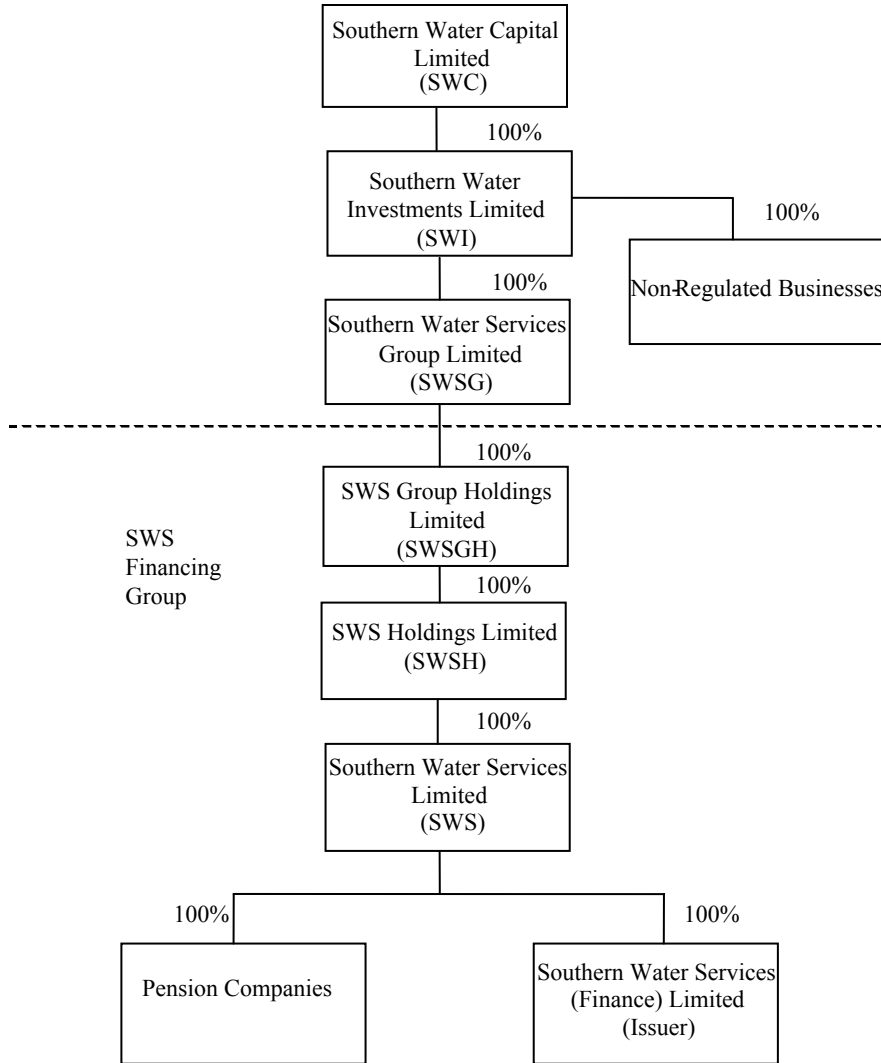 Southern Water Capital
Limited
(SWC)
100%
Southern Water
Investments Limited
(SWI)
100%
Non-Regulated Businesses
100%
Southern Water Services
Group Limited
(SWSG)
100%
SWS Group Holdings
Limited
(SWSGH)
SWS
Financing
Group
100%
SWS Holdings Limited
(SWSH)
100%
Southern Water Services
Limited
(SWS)
100%
100%
Pension Companies
Southern Water Services
(Finance) Limited
(Issuer)